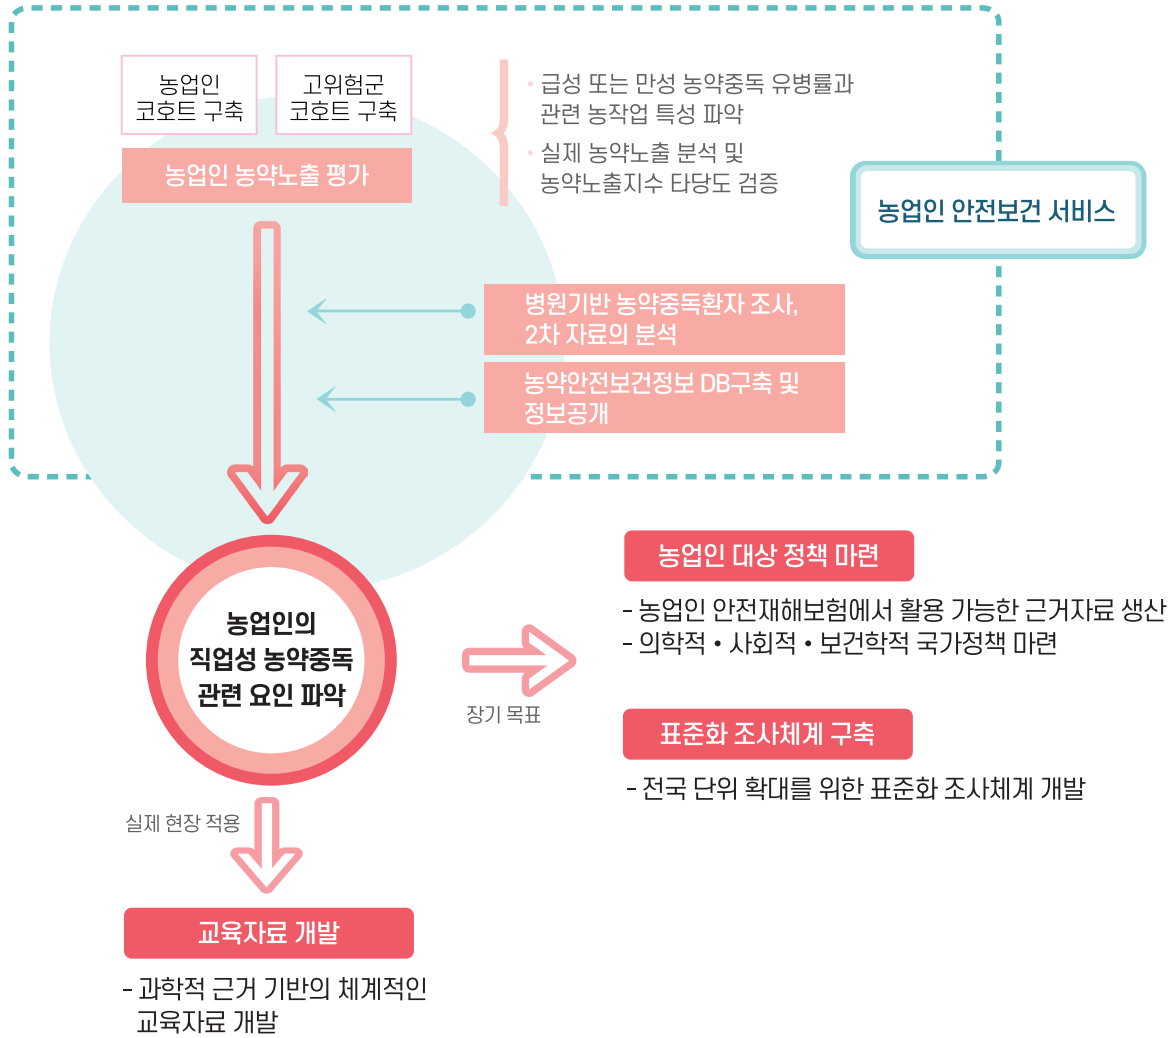 농업인
코호트 구축
고위험군
코호트 구축
농업인 농약노출 평가
· 급성 또는 만성 농약중독 유병률과
관련 농작업 특성 파악
· 실제 농약노출 분석 및
농약노출지수 타당도 검증
농업인 안전보건 서비스
병원기반 농약중독환자 조사,
2차 자료의 분석
농약안전보건정보 DB구축 및
정보공개
농업인의
직업성 농약중독
관련 요인 파악
장기 목표
농업인 대상 정책 마련
- 농업인 안전재해보험에서 활용 가능한 근거자료 생산
- 의학적 • 사회적 • 보건학적 국가정책 마련
표준화 조사체계 구축
- 전국 단위 확대를 위한 표준화 조사체계 개발
실제 현장 적용
교육자료 개발
- 과학적 근거 기반의 체계적인
교육자료 개발